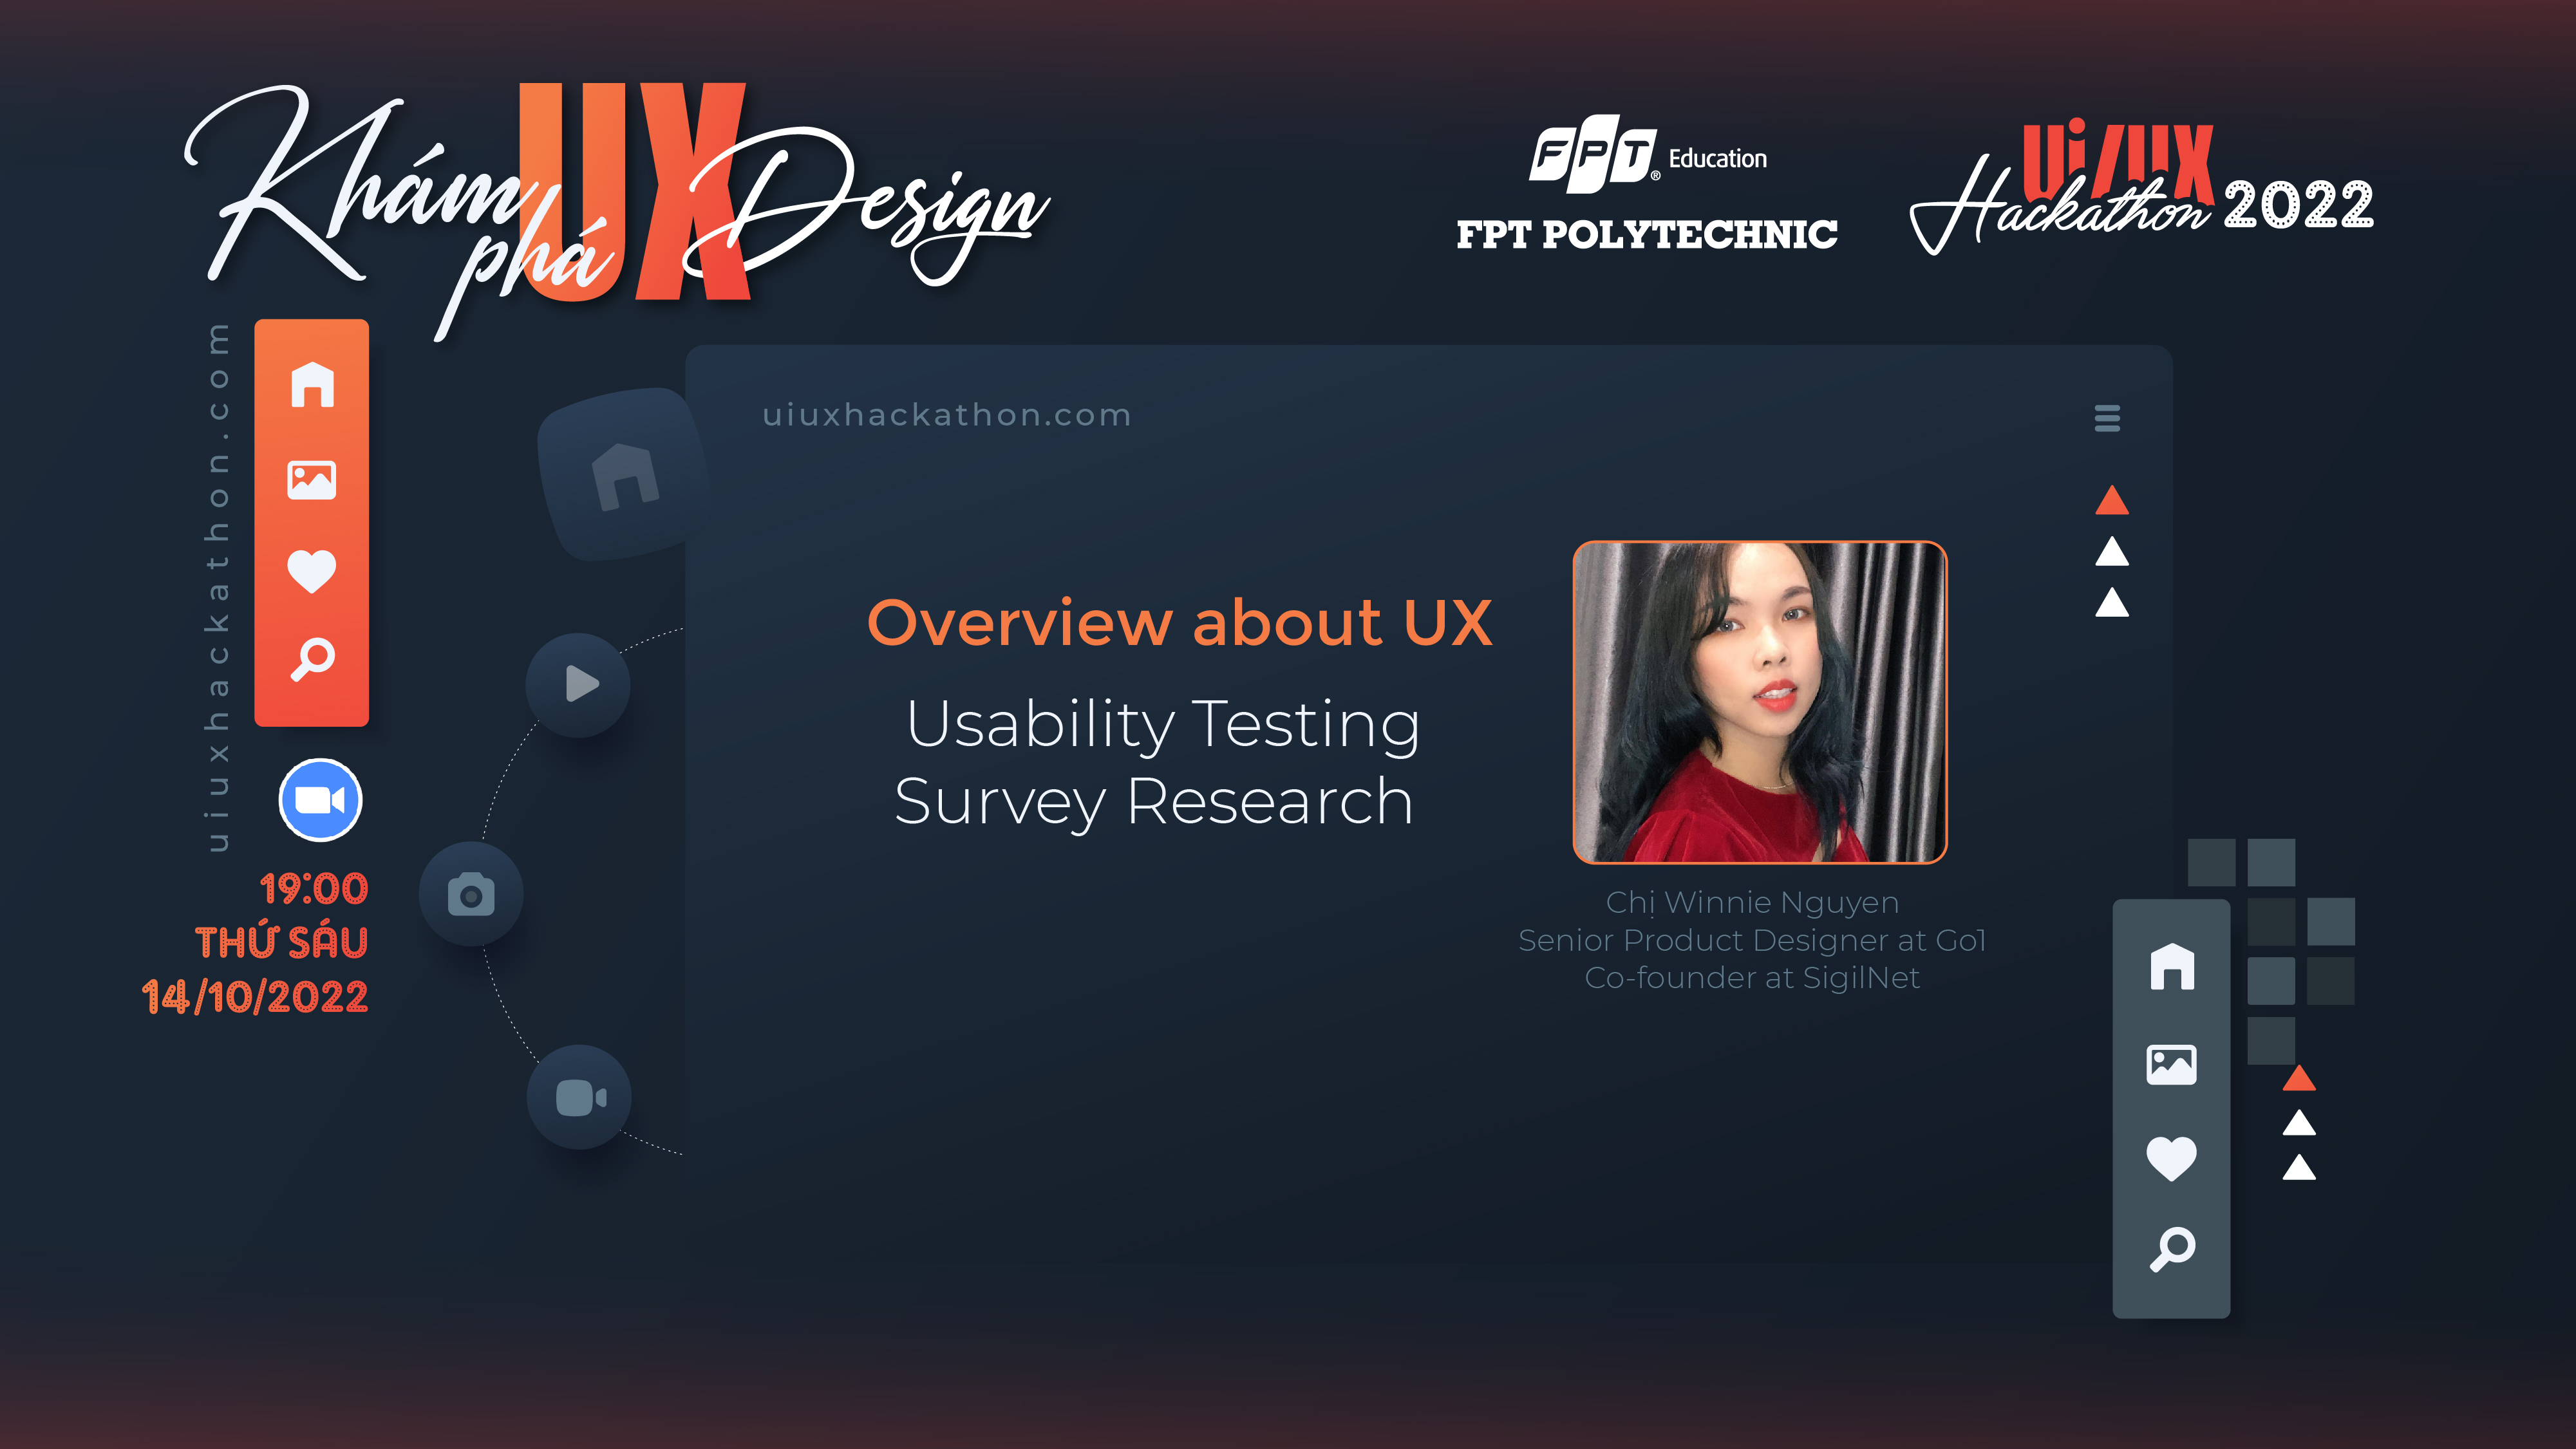 Khám phá UX Design
FPT® Education
FPT POLYTECHNIC
Ui/UX
Hackathon 2022
uiuxhackathon.com
uiuxhackathon.com
Overview about UX
Usability Testing
Survey Research
Chị Winnie Nguyen
Senior Product Designer at Go1
Co-founder at SigilNet
19:00
THỨ SÁU
14/10/2022